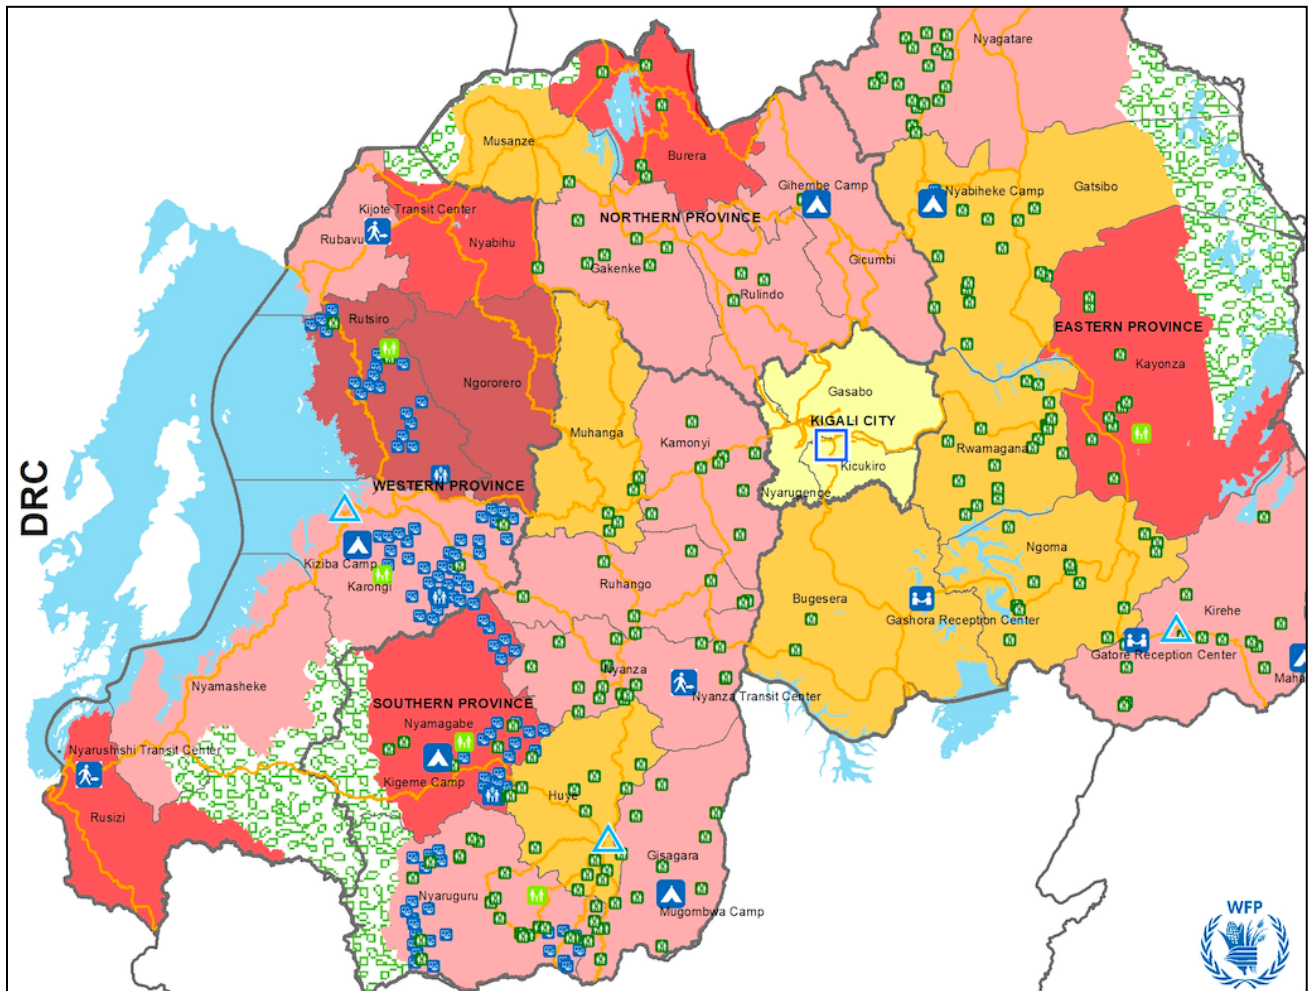 Nyagatare
Musanze
Burera
Gihembe Camp
Nyabiheke Camp
Gatsibo
Kijote Transit Center
NORTHERN PROVINCE
Rubavu
Nyabihu
Gakenke
Gicumbi
Rulindo
Rutsiro
EASTERN PROVINCE
Kayonza
Ngororero
Gasabo
KIGALI CITY
Muhanga
Kamonyi
Rwamagana
Kicukiro
WESTERN PROVINCE
Nyarugenge
DRC
Ngoma
Kiziba Camp
Karongi
Ruhango
Bugesera
Gashora Reception Center
Kirehe
Gatore Reception Center
Nyanza
Maha
Nyamasheke
Nyanza Transit Center
SOUTHERN PROVINCE
Nyamagabe
Nyarushishi Transit Center
Kigeme Camp
Huye
Rusizi
Gisagara
Nyaruguru
Mugombwa Camp
WFP